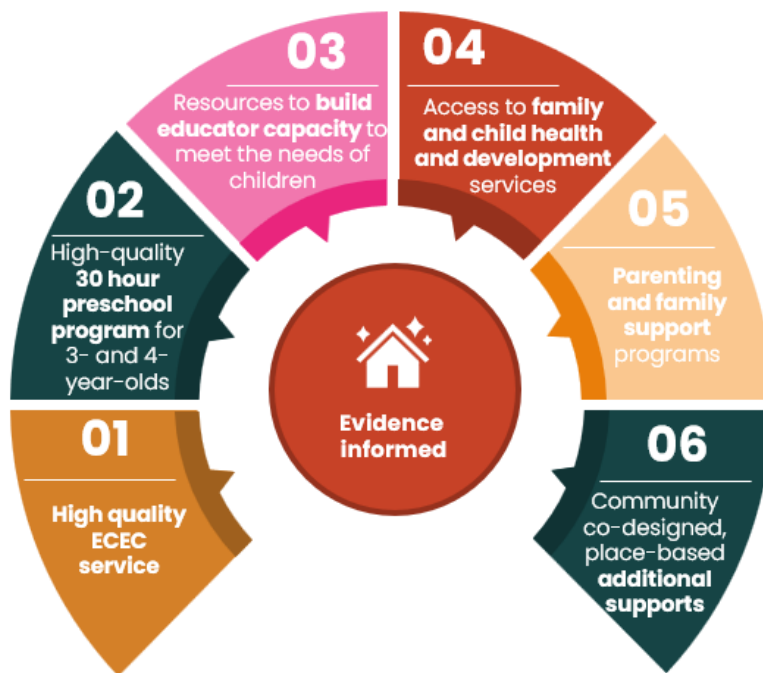 01
High quality
ECEC
service
02
High-quality
30 hour
preschool
program for
3- and 4-
year-olds
03
Resources to build
educator capacity to
meet the needs of
children
04
Access to family
and child health
and development
services
05
Parenting
and family
support
programs
06
Community
co-designed,
place-based
additional
supports
Evidence
informed